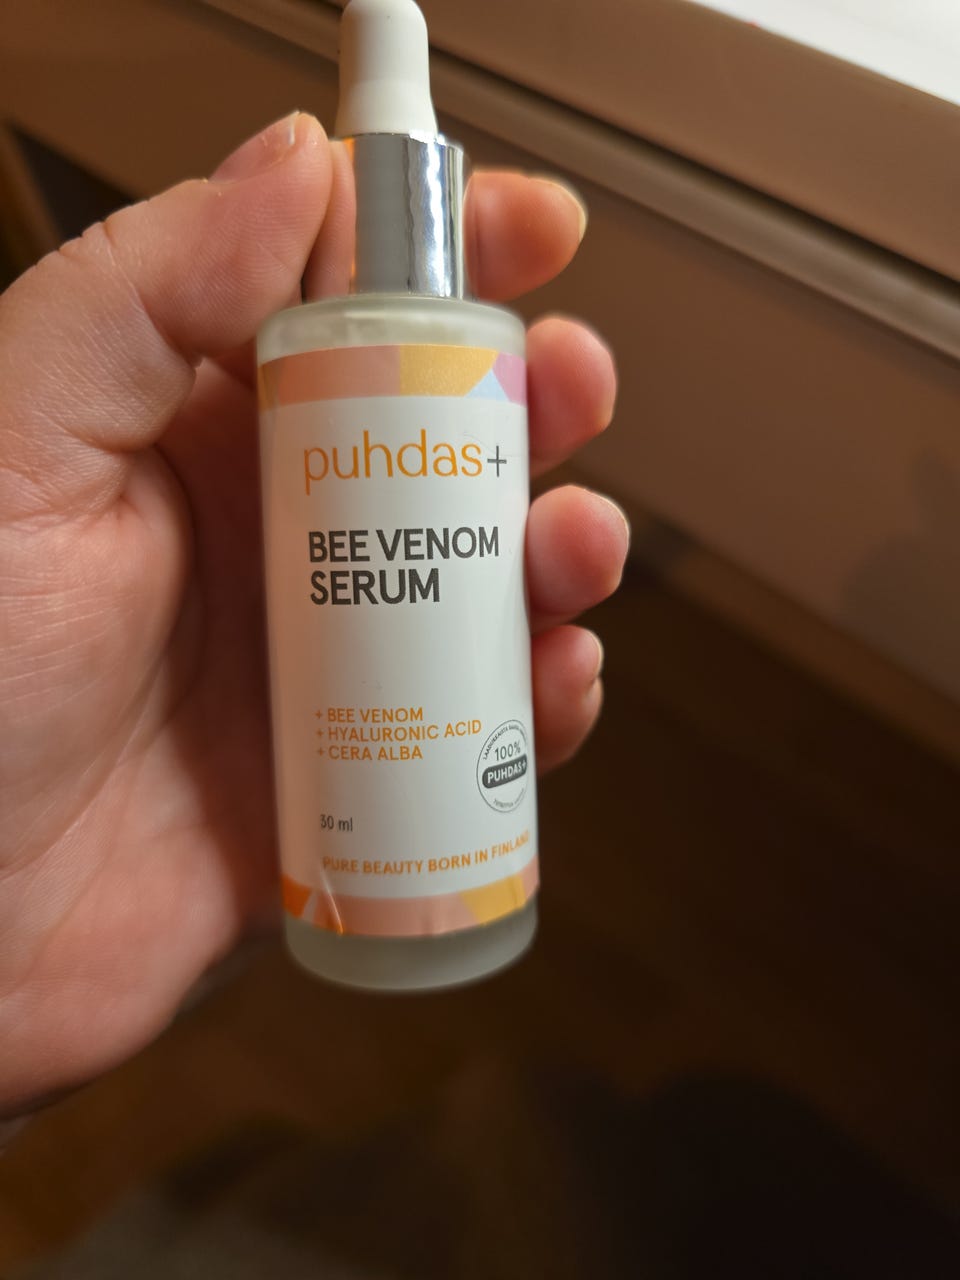 puhdas+
BEE VENOM
SERUM
+ BEE VENOM
+ HYALURONIC ACID
+ CERA ALBA
100%
PUHDAS+
30 ml
PURE BEAUTY BORN IN FINLAND